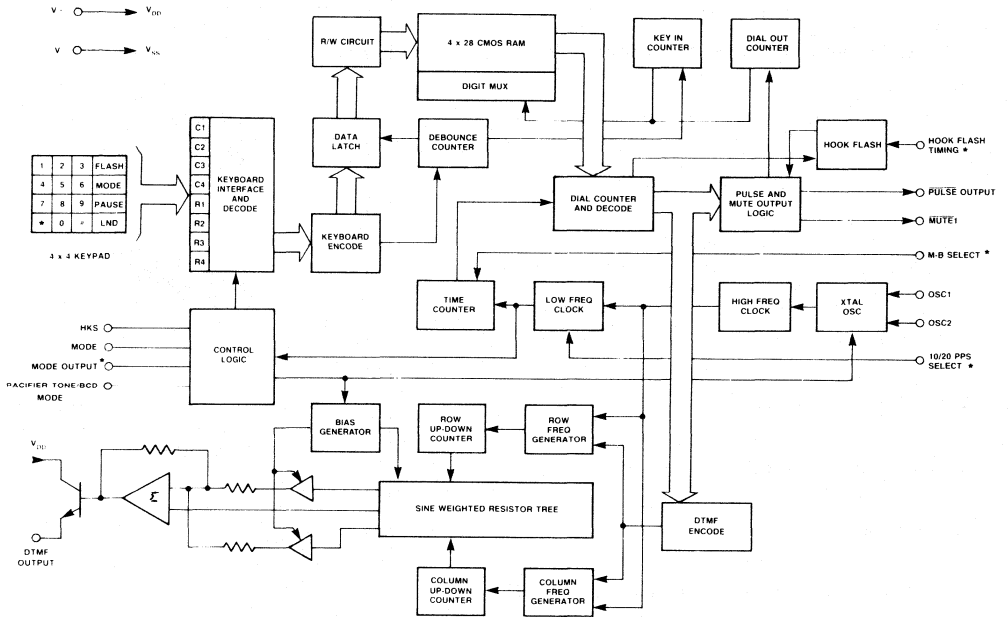 V- VDD
V VSS
R/W CIRCUIT
4 x 28 CMOS RAM
DIGIT MUX
KEY IN
COUNTER
DIAL OUT
COUNTER
C1
C2
C3
C4
R1
R2
R3
R4
KEYBOARD
INTERFACE
AND
DECODE
DATA
LATCH
DEBOUNCE
COUNTER
HOOK FLASH
HOOK FLASH
TIMING *
1 2 3 FLASH
4 5 6 MODE
7 8 9 PAUSE
* 0 LND
4 x 4 KEYPAD
KEYBOARD
ENCODE
DIAL COUNTER
AND DECODE
PULSE AND
MUTE OUTPUT
LOGIC
PULSE OUTPUT
MUTE1
M-B SELECT *
TIME
COUNTER
LOW FREQ
CLOCK
HIGH FREQ
CLOCK
XTAL
OSC
OSC1
OSC2
10/20 PPS
SELECT *
HKS
MODE
MODE OUTPUT *
PACIFIER TONE-BCD
MODE
CONTROL
LOGIC
BIAS
GENERATOR
ROW
UP-DOWN
COUNTER
ROW
FREQ
GENERATOR
VDD
Σ
SINE WEIGHTED RESISTOR TREE
DTMF
ENCODE
DTMF
OUTPUT
COLUMN
UP-DOWN
COUNTER
COLUMN
FREQ
GENERATOR